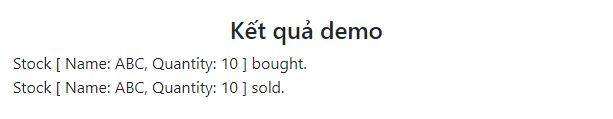 Kết quả demo
Stock [ Name: ABC, Quantity: 10 ] bought.
Stock [ Name: ABC, Quantity: 10 ] sold.